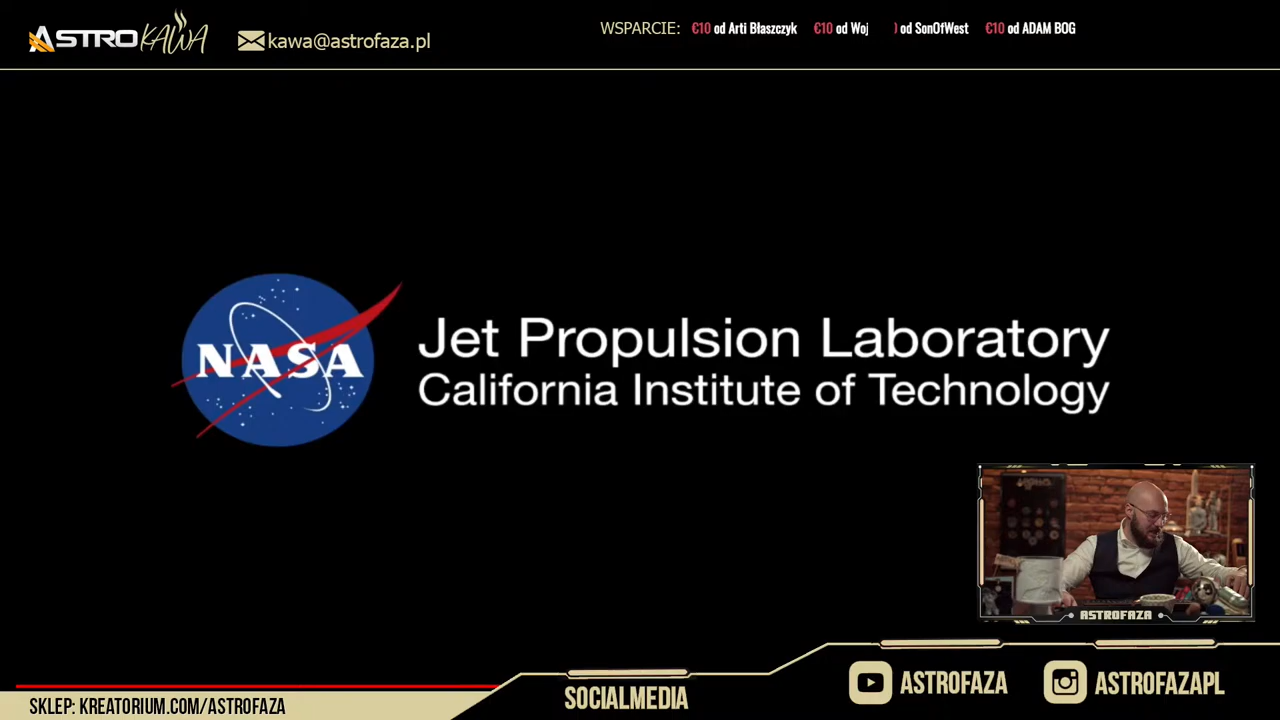 ASTRO KAWA
kawa@astrofaza.pl
WSPARCIE: €10 od Arti Błaszczyk €10 od Woj od SonOfWest €10 od ADAM BOG
NASA
Jet Propulsion Laboratory
California Institute of Technology
ASTROFAZA
SKLEP: KREATORIUM.COM/ASTROFAZA
SOCIALMEDIA
ASTROFAZA
ASTROFAZAPL